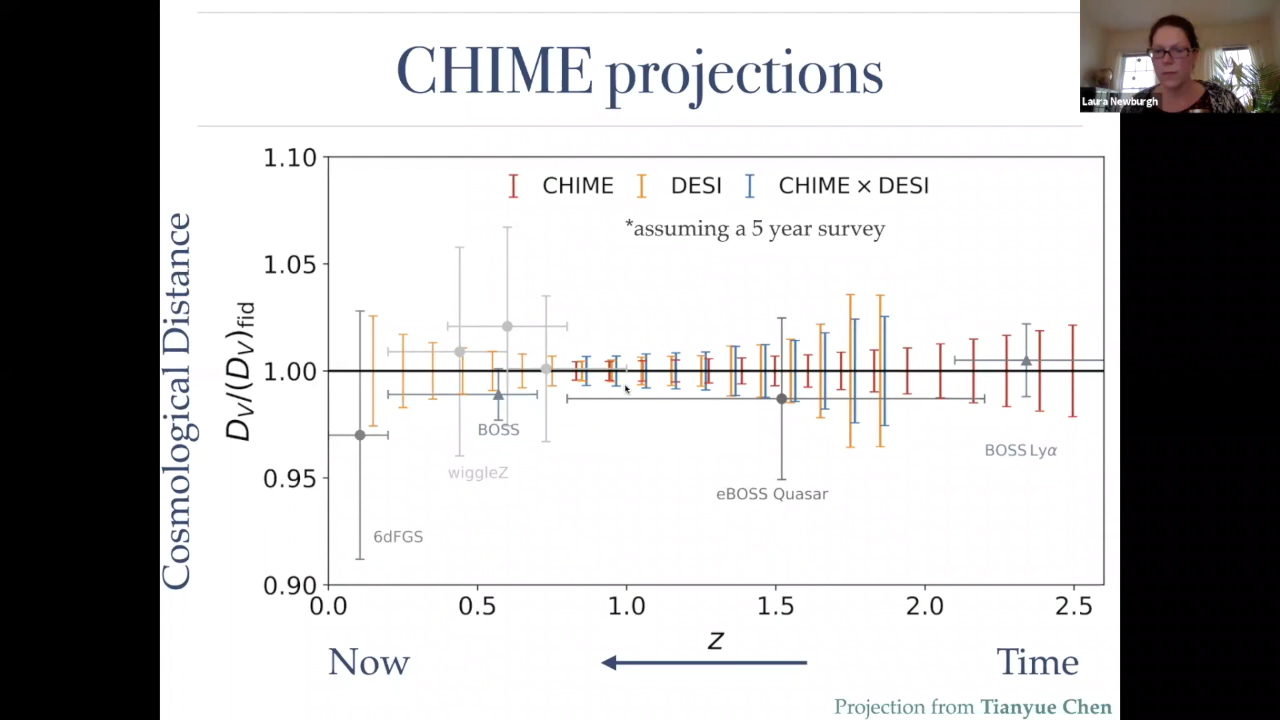 CHIME projections
Laura Newburgh
1.10
1.05
1.00
0.95
0.90
Cosmological Distance
D_V/(D_V)_fid
CHIME DESI CHIME × DESI
*assuming a 5 year survey
BOSS
wiggleZ
6dFGS
eBOSS Quasar
BOSS Lyα
0.0 0.5 1.0 1.5 2.0 2.5
z
Now Time
Projection from Tianyue Chen